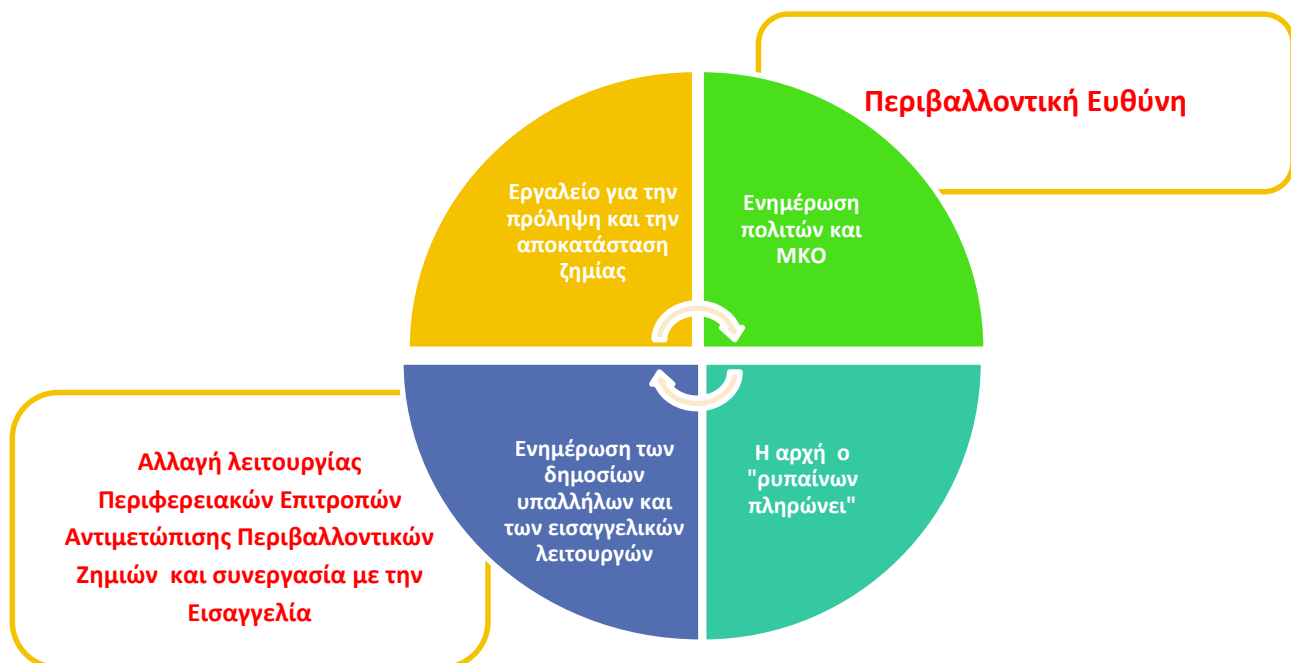 Περιβαλλοντική Ευθύνη
Εργαλείο για την
πρόληψη και την
αποκατάσταση
ζημίας
Ενημέρωση
πολιτών και
ΜΚΟ
Ενημέρωση των
δημοσίων
υπαλλήλων και
των εισαγγελικών
λειτουργών
Η αρχή ο
"ρυπαίνων
πληρώνει"
Αλλαγή λειτουργίας
Περιφερειακών Επιτροπών
Αντιμετώπισης Περιβαλλοντικών
Ζημιών και συνεργασία με την
Εισαγγελία